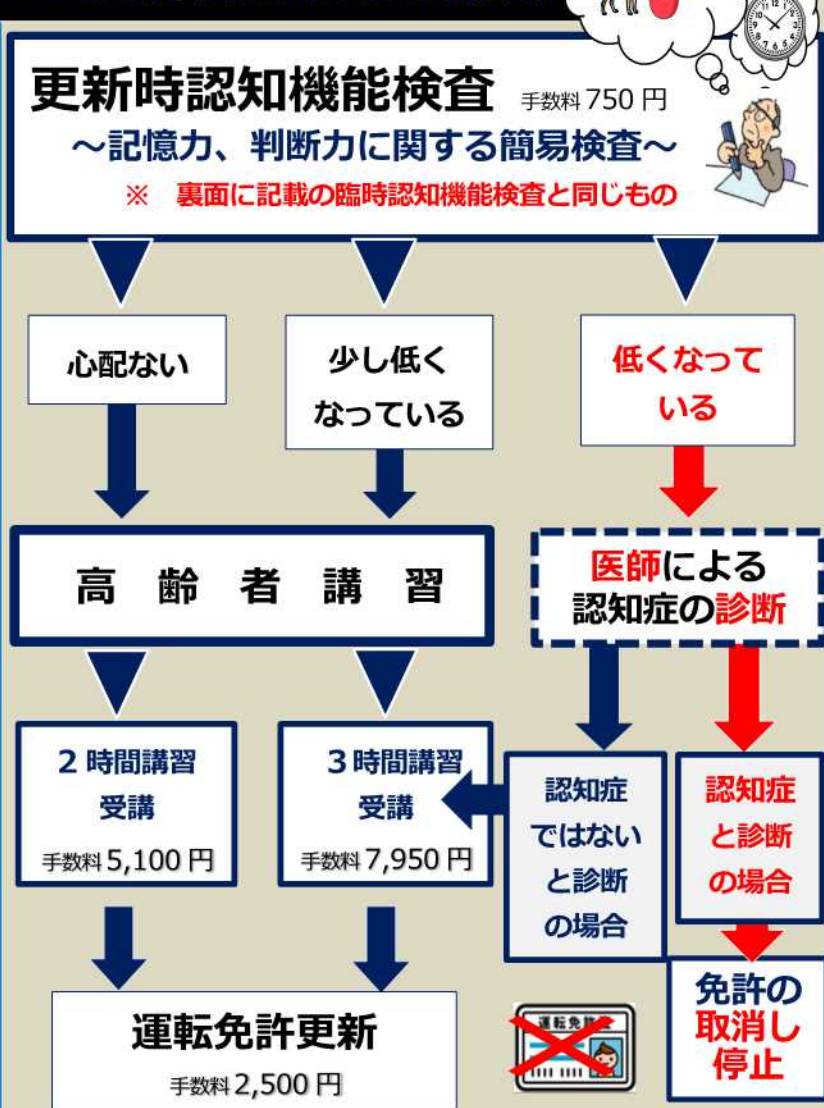 更新時認知機能検査 手数料 750 円
～記憶力、判断力に関する簡易検査～
※ 裏面に記載の臨時認知機能検査と同じもの
心配ない
少し低く
なっている
低くなって
いる
高 齢 者 講 習
医師による
認知症の診断
2 時間講習
受講
手数料 5,100 円
3 時間講習
受講
手数料 7,950 円
認知症
ではない
と診断
の場合
認知症
と診断
の場合
運転免許更新
手数料 2,500 円
免許の
取消し
停止